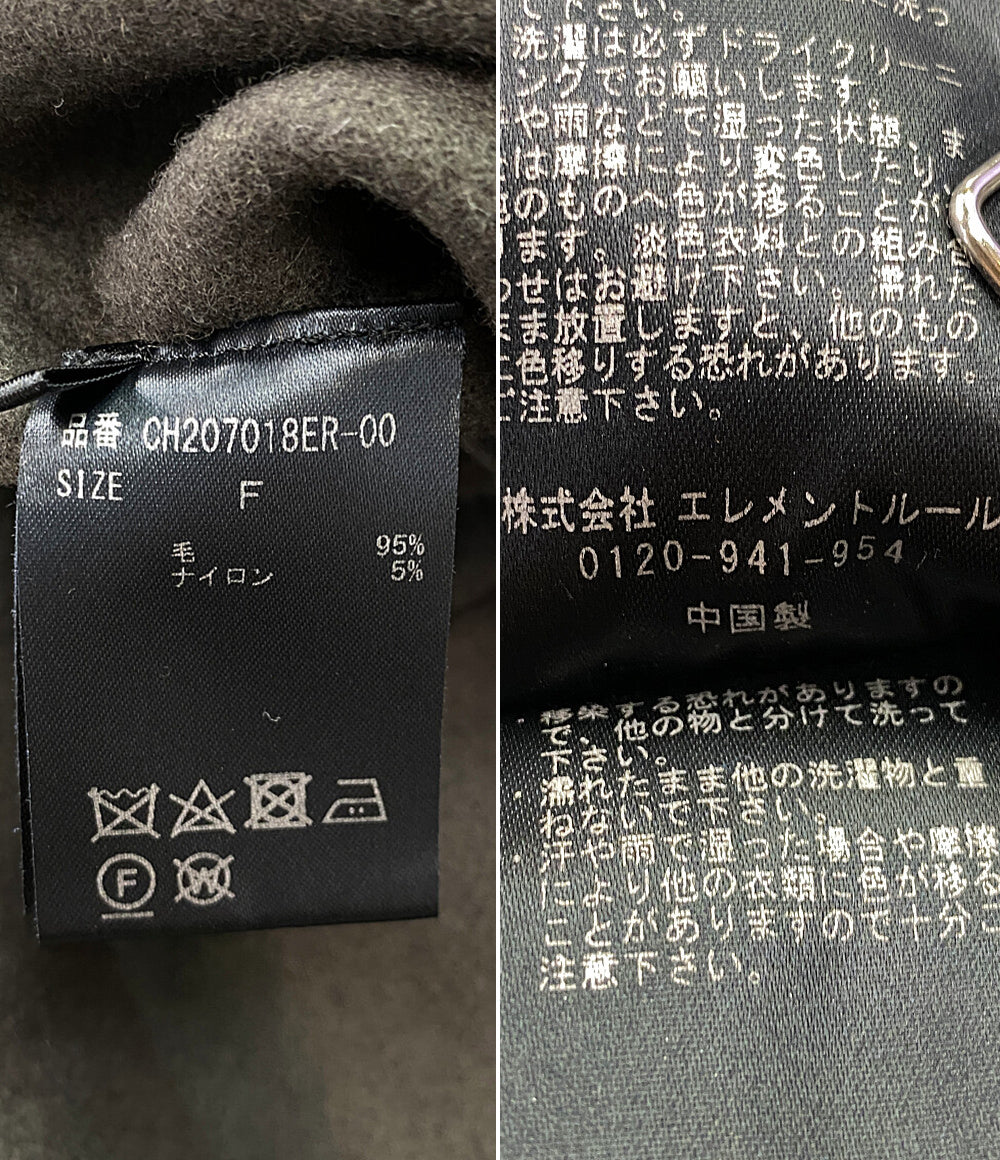 品番 CH207018ER-00
SIZE F
毛 95%
ナイロン 5%
F
W
て下さい。
洗濯は必ずドライクリーニ
ングでお願いします。
や雨などで湿った状態、ま
は摩擦により変色したり、
のものへ色が移ることが
ます。淡色衣料との組み
わせはお避け下さい。濡れた
まま放置しますと、他のもの
に色移りする恐れがあります。
ご注意下さい。
株式会社 エレメントルール
0120-941-954
中国製
・移染する恐れがありますの
で、他の物と分けて洗って
下さい。
・濡れたまま他の洗濯物と重
ねないで下さい。
・汗や雨で湿った場合や摩擦
により他の衣類に色が移る
ことがありますので十分ご
注意下さい。